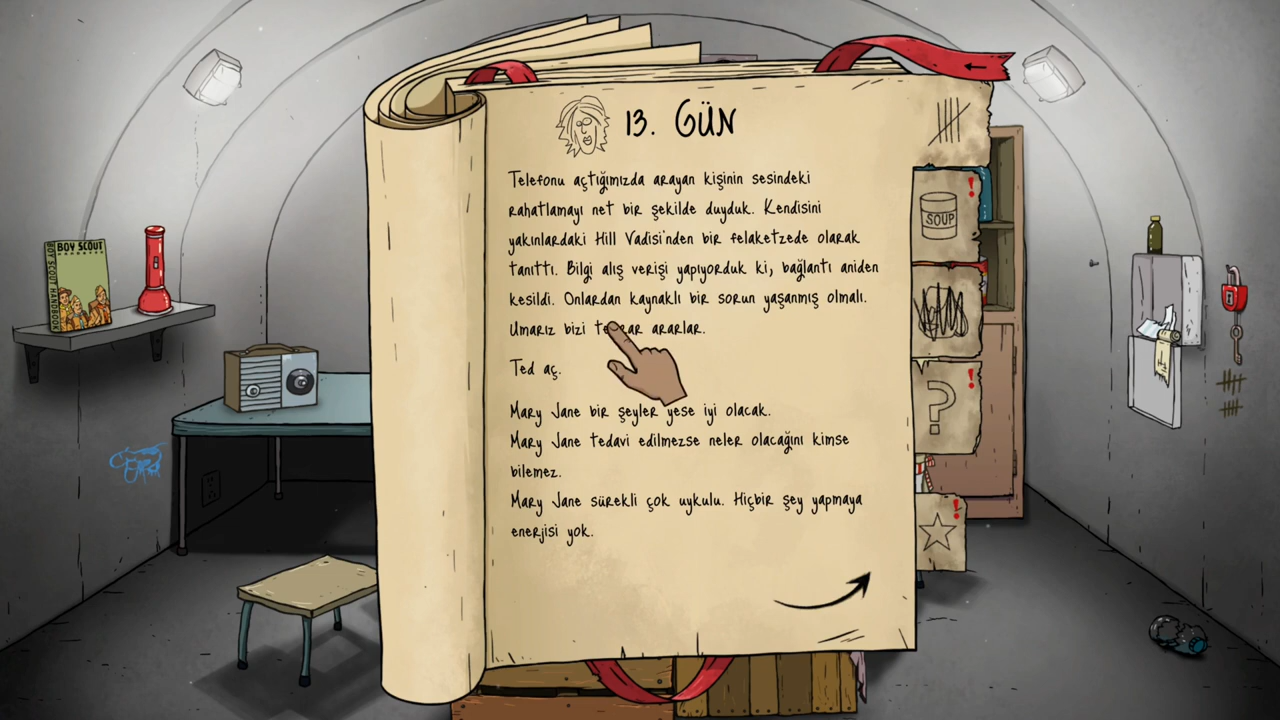 13. GÜN
Telefonu açtığımızda arayan kişinin sesindeki
rahatlamayı net bir şekilde duyduk. Kendisini
yakınlardaki Hill Vadisi'nden bir felaketzede olarak
tanıttı. Bilgi alış verişi yapıyorduk ki, bağlantı aniden
kesildi. Onlardan kaynaklı bir sorun yaşanmış olmalı.
Umarız bizi ararlar.
Ted aç.
Mary Jane bir şeyler yese iyi olacak.
Mary Jane tedavi edilmezse neler olacağını kimse
bilemez.
Mary Jane sürekli çok uykulu. Hiçbir şey yapmaya
enerjisi yok.
SOUP
!
!
?
!
BOY SCOUT
BOY SCOUT HANDBOOK